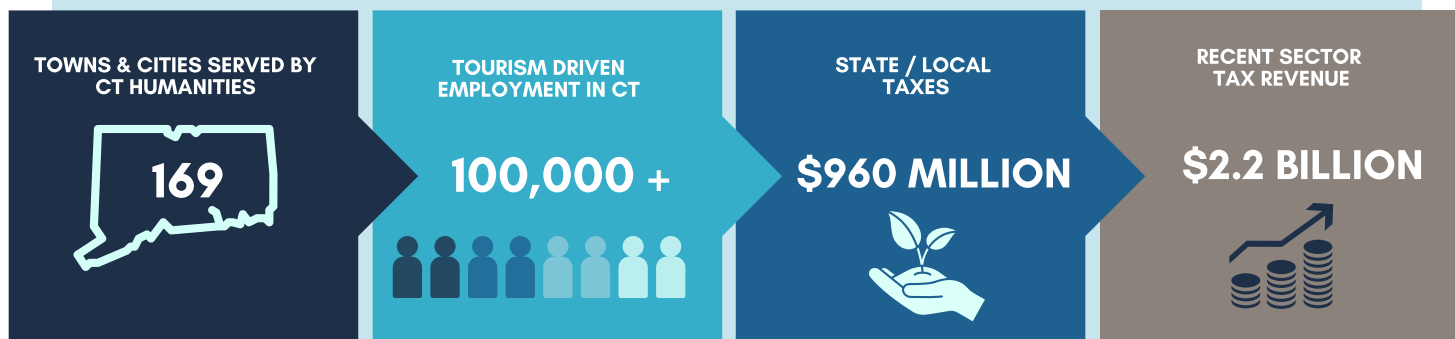 TOWNS & CITIES SERVED BY
CT HUMANITIES
169
TOURISM DRIVEN
EMPLOYMENT IN CT
100,000 +
STATE / LOCAL
TAXES
$960 MILLION
RECENT SECTOR
TAX REVENUE
$2.2 BILLION